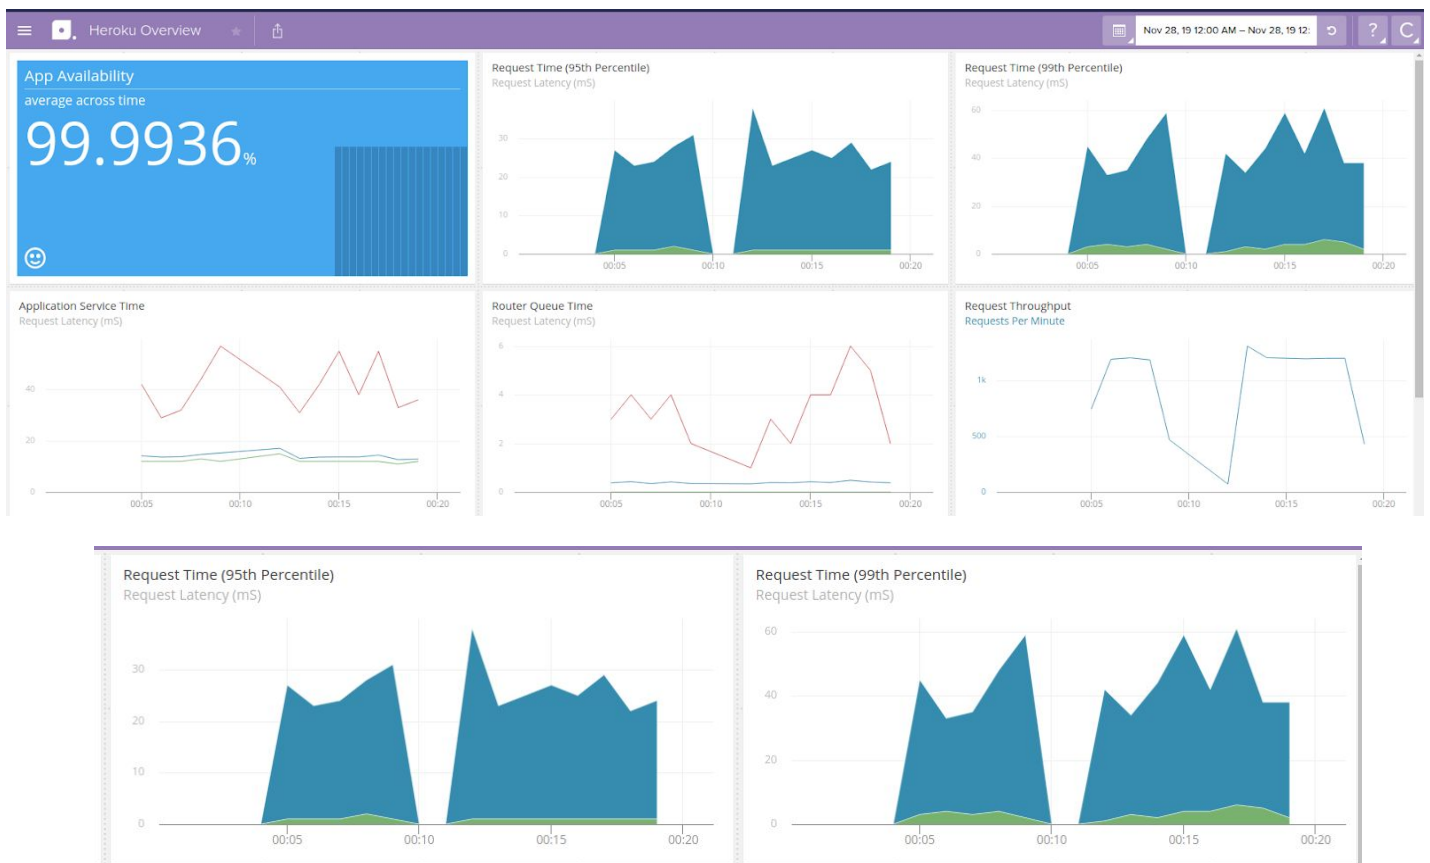 Heroku Overview
Nov 28, 19 12:00 AM – Nov 28, 19 12:
?
C
App Availability
average across time
99.9936%
Request Time (95th Percentile)
Request Latency (mS)
30
20
10
0
00:05 00:10 00:15 00:20
Request Time (99th Percentile)
Request Latency (mS)
60
40
20
0
00:05 00:10 00:15 00:20
Application Service Time
Request Latency (mS)
40
20
0
00:05 00:10 00:15 00:20
Router Queue Time
Request Latency (mS)
6
4
2
0
00:05 00:10 00:15 00:20
Request Throughput
Requests Per Minute
1k
500
0
00:05 00:10 00:15 00:20
Request Time (95th Percentile)
Request Latency (mS)
30
20
10
0
00:05 00:10 00:15 00:20
Request Time (99th Percentile)
Request Latency (mS)
60
40
20
0
00:05 00:10 00:15 00:20